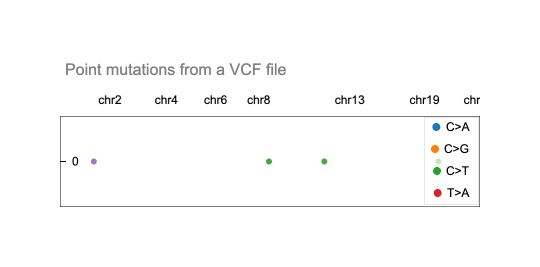 Point mutations from a VCF file
chr2 chr4 chr6 chr8 chr13 chr19 chr
C>A
C>G
0
C>T
T>A